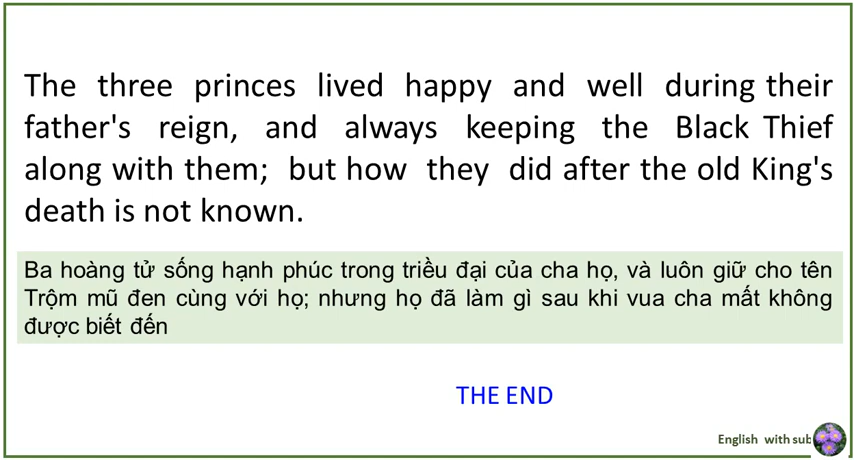 The three princes lived happy and well during their
father's reign, and always keeping the Black Thief
along with them; but how they did after the old King's
death is not known.
Ba hoàng tử sống hạnh phúc trong triều đại của cha họ, và luôn giữ cho tên
Trộm mũ đen cùng với họ; nhưng họ đã làm gì sau khi vua cha mất không
được biết đến
THE END
English with sub